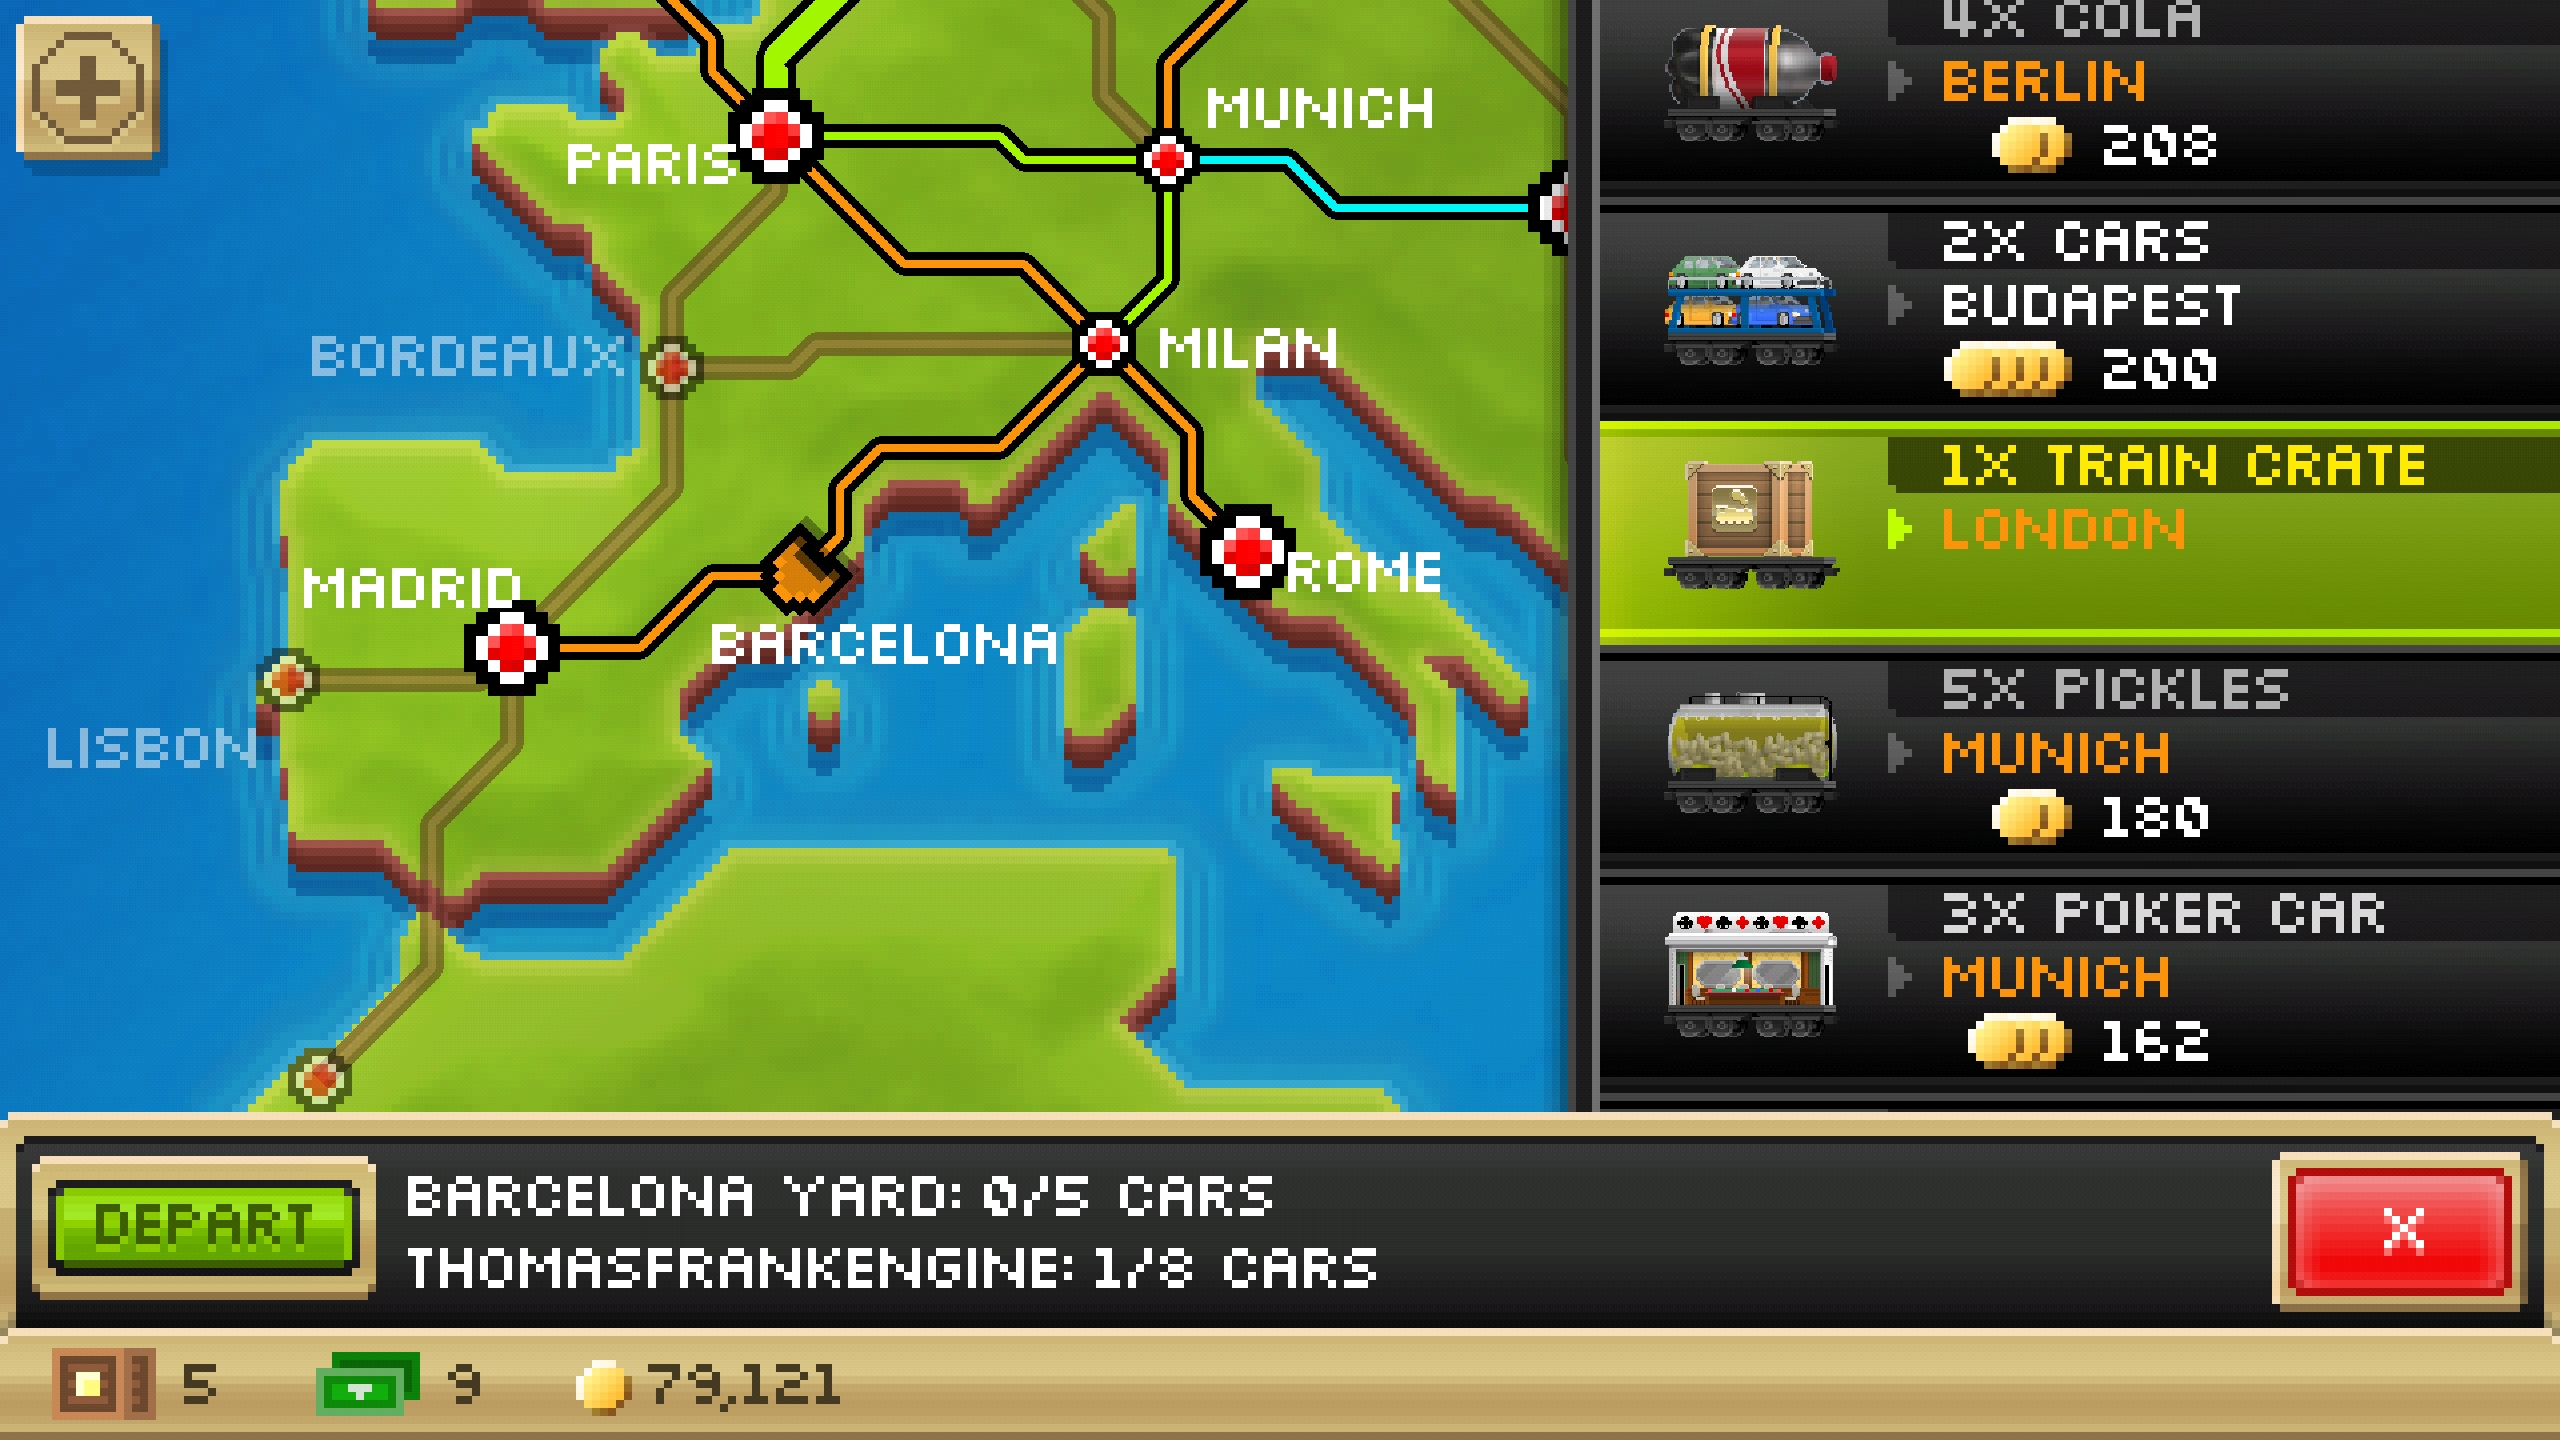 PARIS
MUNICH
BORDEAUX
MILAN
MADRID
ROME
BARCELONA
LISBON
4X COLA
BERLIN
208
2X CARS
BUDAPEST
200
1X TRAIN CRATE
LONDON
5X PICKLES
MUNICH
180
3X POKER CAR
MUNICH
162
DEPART
BARCELONA YARD: 0/5 CARS
THOMASFRANKENGINE: 1/8 CARS
X
5
9
79,121